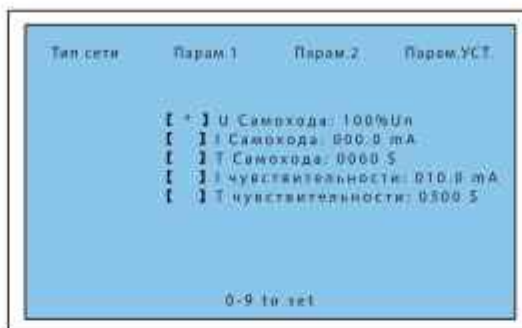 Тип сети Парам.1 Парам.2 Парам.УСТ.
[ * ] U Самохода: 100%Un
[ ] I Самохода: 000.0 mA
[ ] T Самохода: 0060 S
[ ] I чувствительности: 010.0 mA
[ ] T чувствительности: 0300 S
0-9 to set